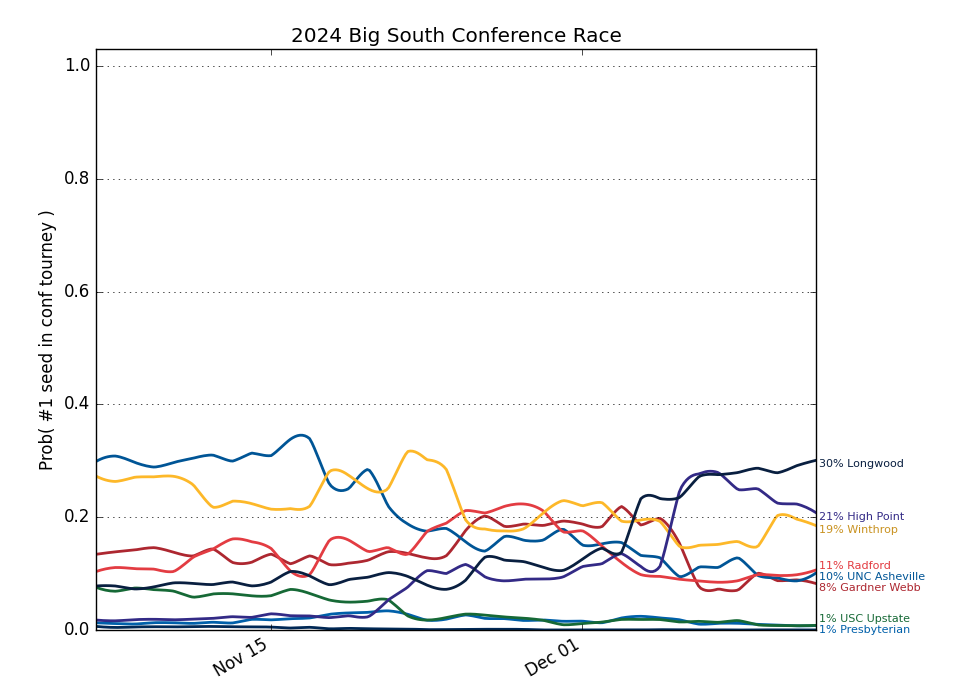 2024 Big South Conference Race
Prob( #1 seed in conf tourney )
1.0
0.8
0.6
0.4
0.2
0.0
Nov 15
Dec 01
30% Longwood
21% High Point
19% Winthrop
11% Radford
10% UNC Asheville
8% Gardner Webb
1% USC Upstate
1% Presbyterian